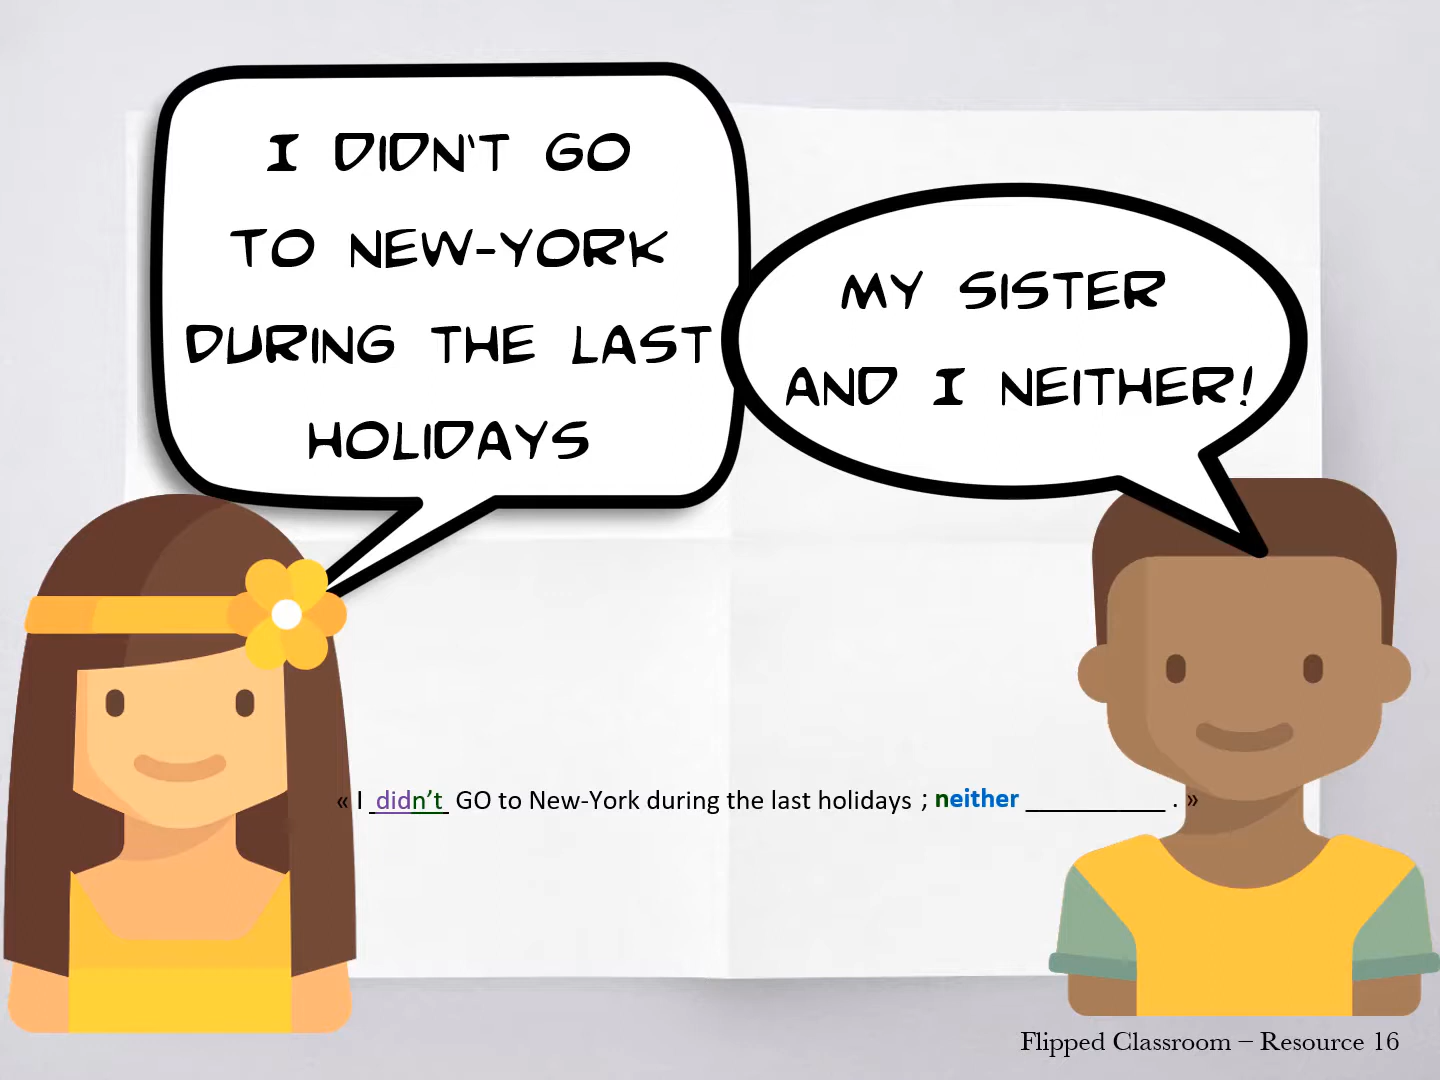 I DIDN'T GO
TO NEW-YORK
DURING THE LAST
HOLIDAYS
MY SISTER
AND I NEITHER!
« I didn't GO to New-York during the last holidays ; neither __________ . »
Flipped Classroom – Resource 16